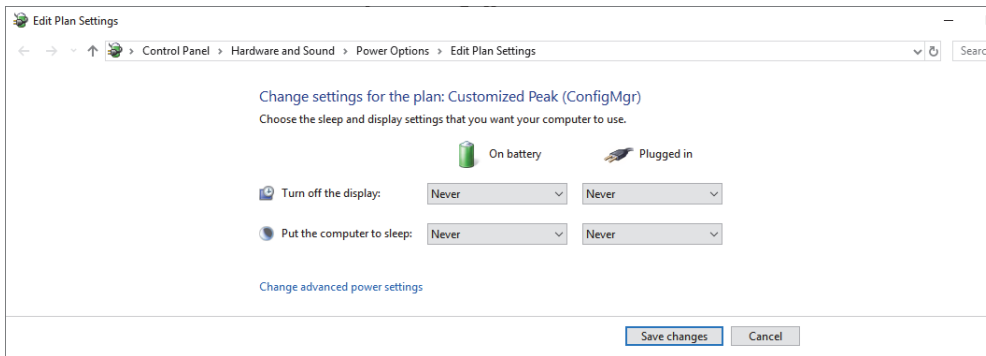 Edit Plan Settings
Control Panel > Hardware and Sound > Power Options > Edit Plan Settings
Searc
Change settings for the plan: Customized Peak (ConfigMgr)
Choose the sleep and display settings that you want your computer to use.
On battery Plugged in
Turn off the display: Never Never
Put the computer to sleep: Never Never
Change advanced power settings
Save changes Cancel